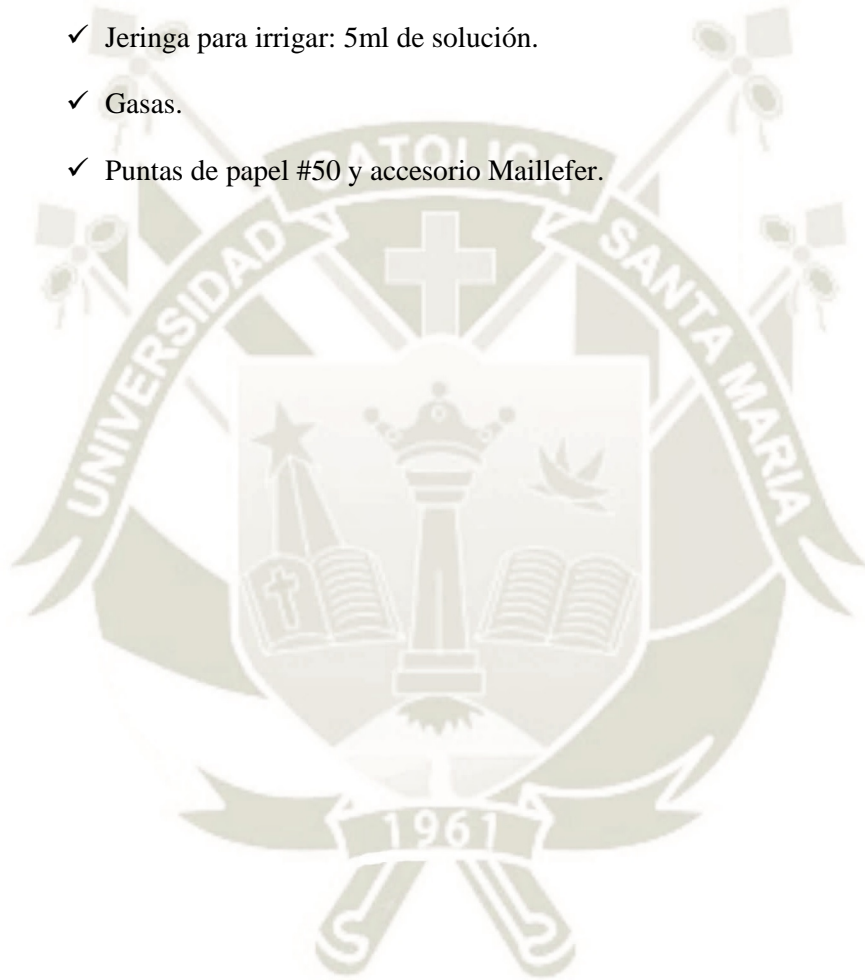 ✓ Jeringa para irrigar: 5ml de solución.
✓ Gasas.
✓ Puntas de papel #50 y accesorio Maillefer.
UNIVERSIDAD CATOLICA SANTA MARIA
1961